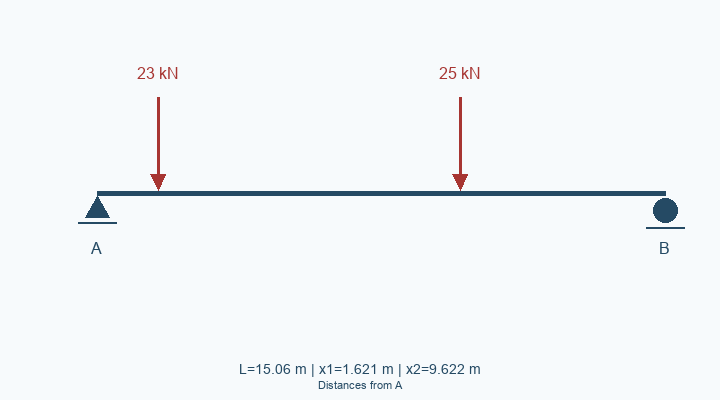 23 kN 25 kN
A B
L=15.06 m | x1=1.621 m | x2=9.622 m
Distances from A